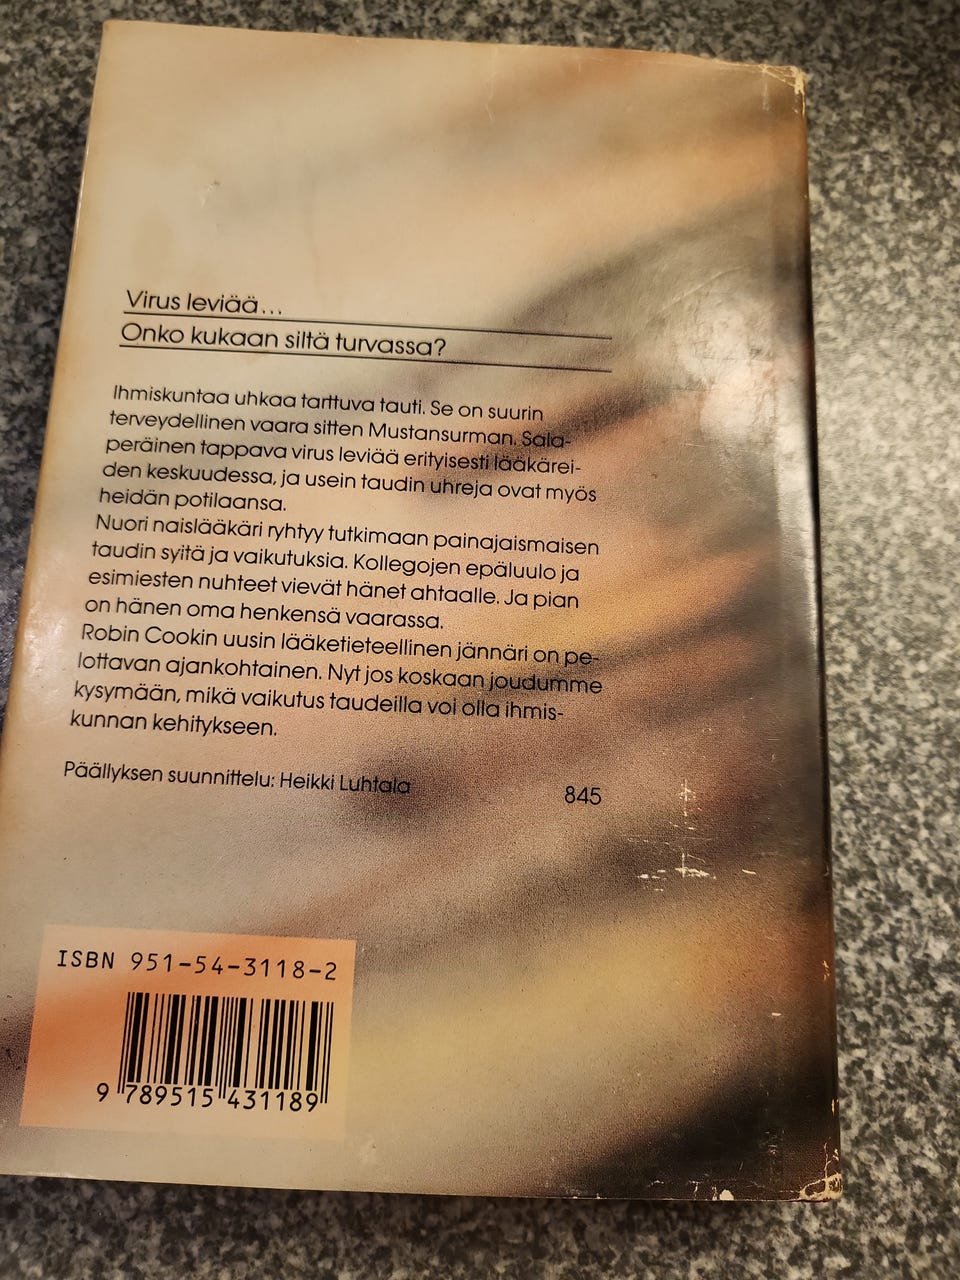 Virus leviää...
Onko kukaan siltä turvassa?
Ihmiskuntaa uhkaa tarttuva tauti. Se on suurin
terveydellinen vaara sitten Mustansurman. Sala-
peräinen tappava virus leviää erityisesti lääkärei-
den keskuudessa, ja usein taudin uhreja ovat myös
heidän potilaansa.
Nuori naislääkäri ryhtyy tutkimaan painajaismaisen
taudin syitä ja vaikutuksia. Kollegojen epäluulo ja
esimiesten nuhteet vievät hänet ahtaalle. Ja pian
on hänen oma henkensä vaarassa.
Robin Cookin uusin lääketieteellinen jännäri on pe-
lottavan ajankohtainen. Nyt jos koskaan joudumme
kysymään, mikä vaikutus taudeilla voi olla ihmis-
kunnan kehitykseen.
Päällyksen suunnittelu: Heikki Luhtala
845
ISBN 951-54-3118-2
9 789515 431189